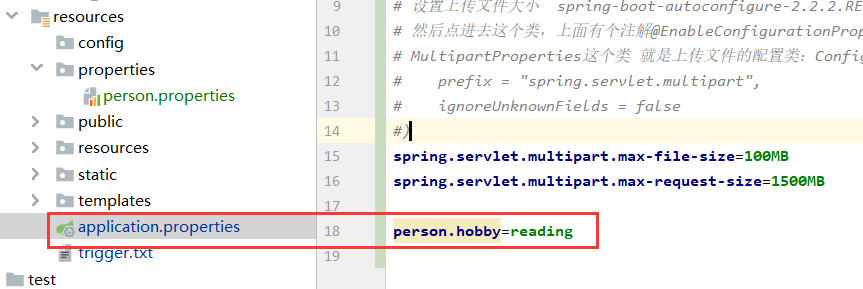 resources
config
properties
person.properties
public
resources
static
templates
application.properties
trigger.txt
test
9 # 设置上传文件大小 spring-boot-autoconfigure-2.2.2.RE
10 # 然后点进去这个类，上面有个注解@EnableConfigurationProp
11 # MultipartProperties这个类 就是上传文件的配置类：Config
12 # prefix = "spring.servlet.multipart",
13 # ignoreUnknownFields = false
14 #)
15 spring.servlet.multipart.max-file-size=100MB
16 spring.servlet.multipart.max-request-size=1500MB
17
18 person.hobby=reading
19